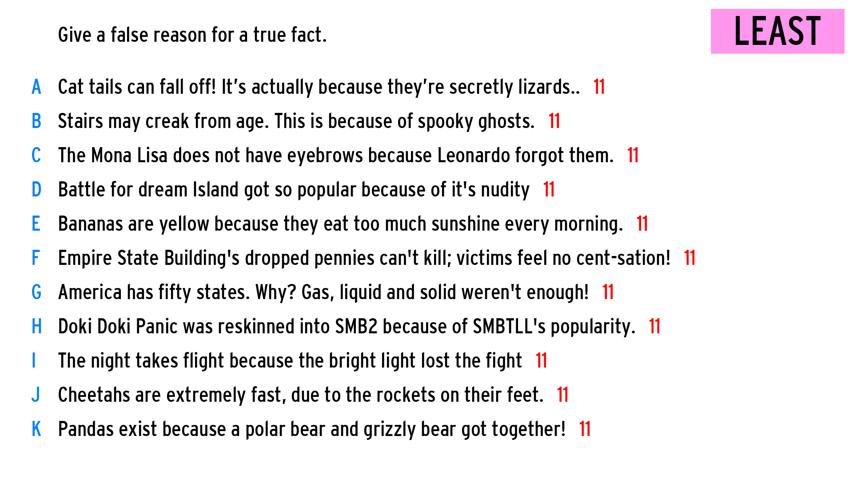 Give a false reason for a true fact.
LEAST
A Cat tails can fall off! It's actually because they're secretly lizards.. 11
B Stairs may creak from age. This is because of spooky ghosts. 11
C The Mona Lisa does not have eyebrows because Leonardo forgot them. 11
D Battle for dream Island got so popular because of it's nudity 11
E Bananas are yellow because they eat too much sunshine every morning. 11
F Empire State Building's dropped pennies can't kill; victims feel no cent-sation! 11
G America has fifty states. Why? Gas, liquid and solid weren't enough! 11
H Doki Doki Panic was reskinned into SMB2 because of SMBTLL's popularity. 11
I The night takes flight because the bright light lost the fight 11
J Cheetahs are extremely fast, due to the rockets on their feet. 11
K Pandas exist because a polar bear and grizzly bear got together! 11